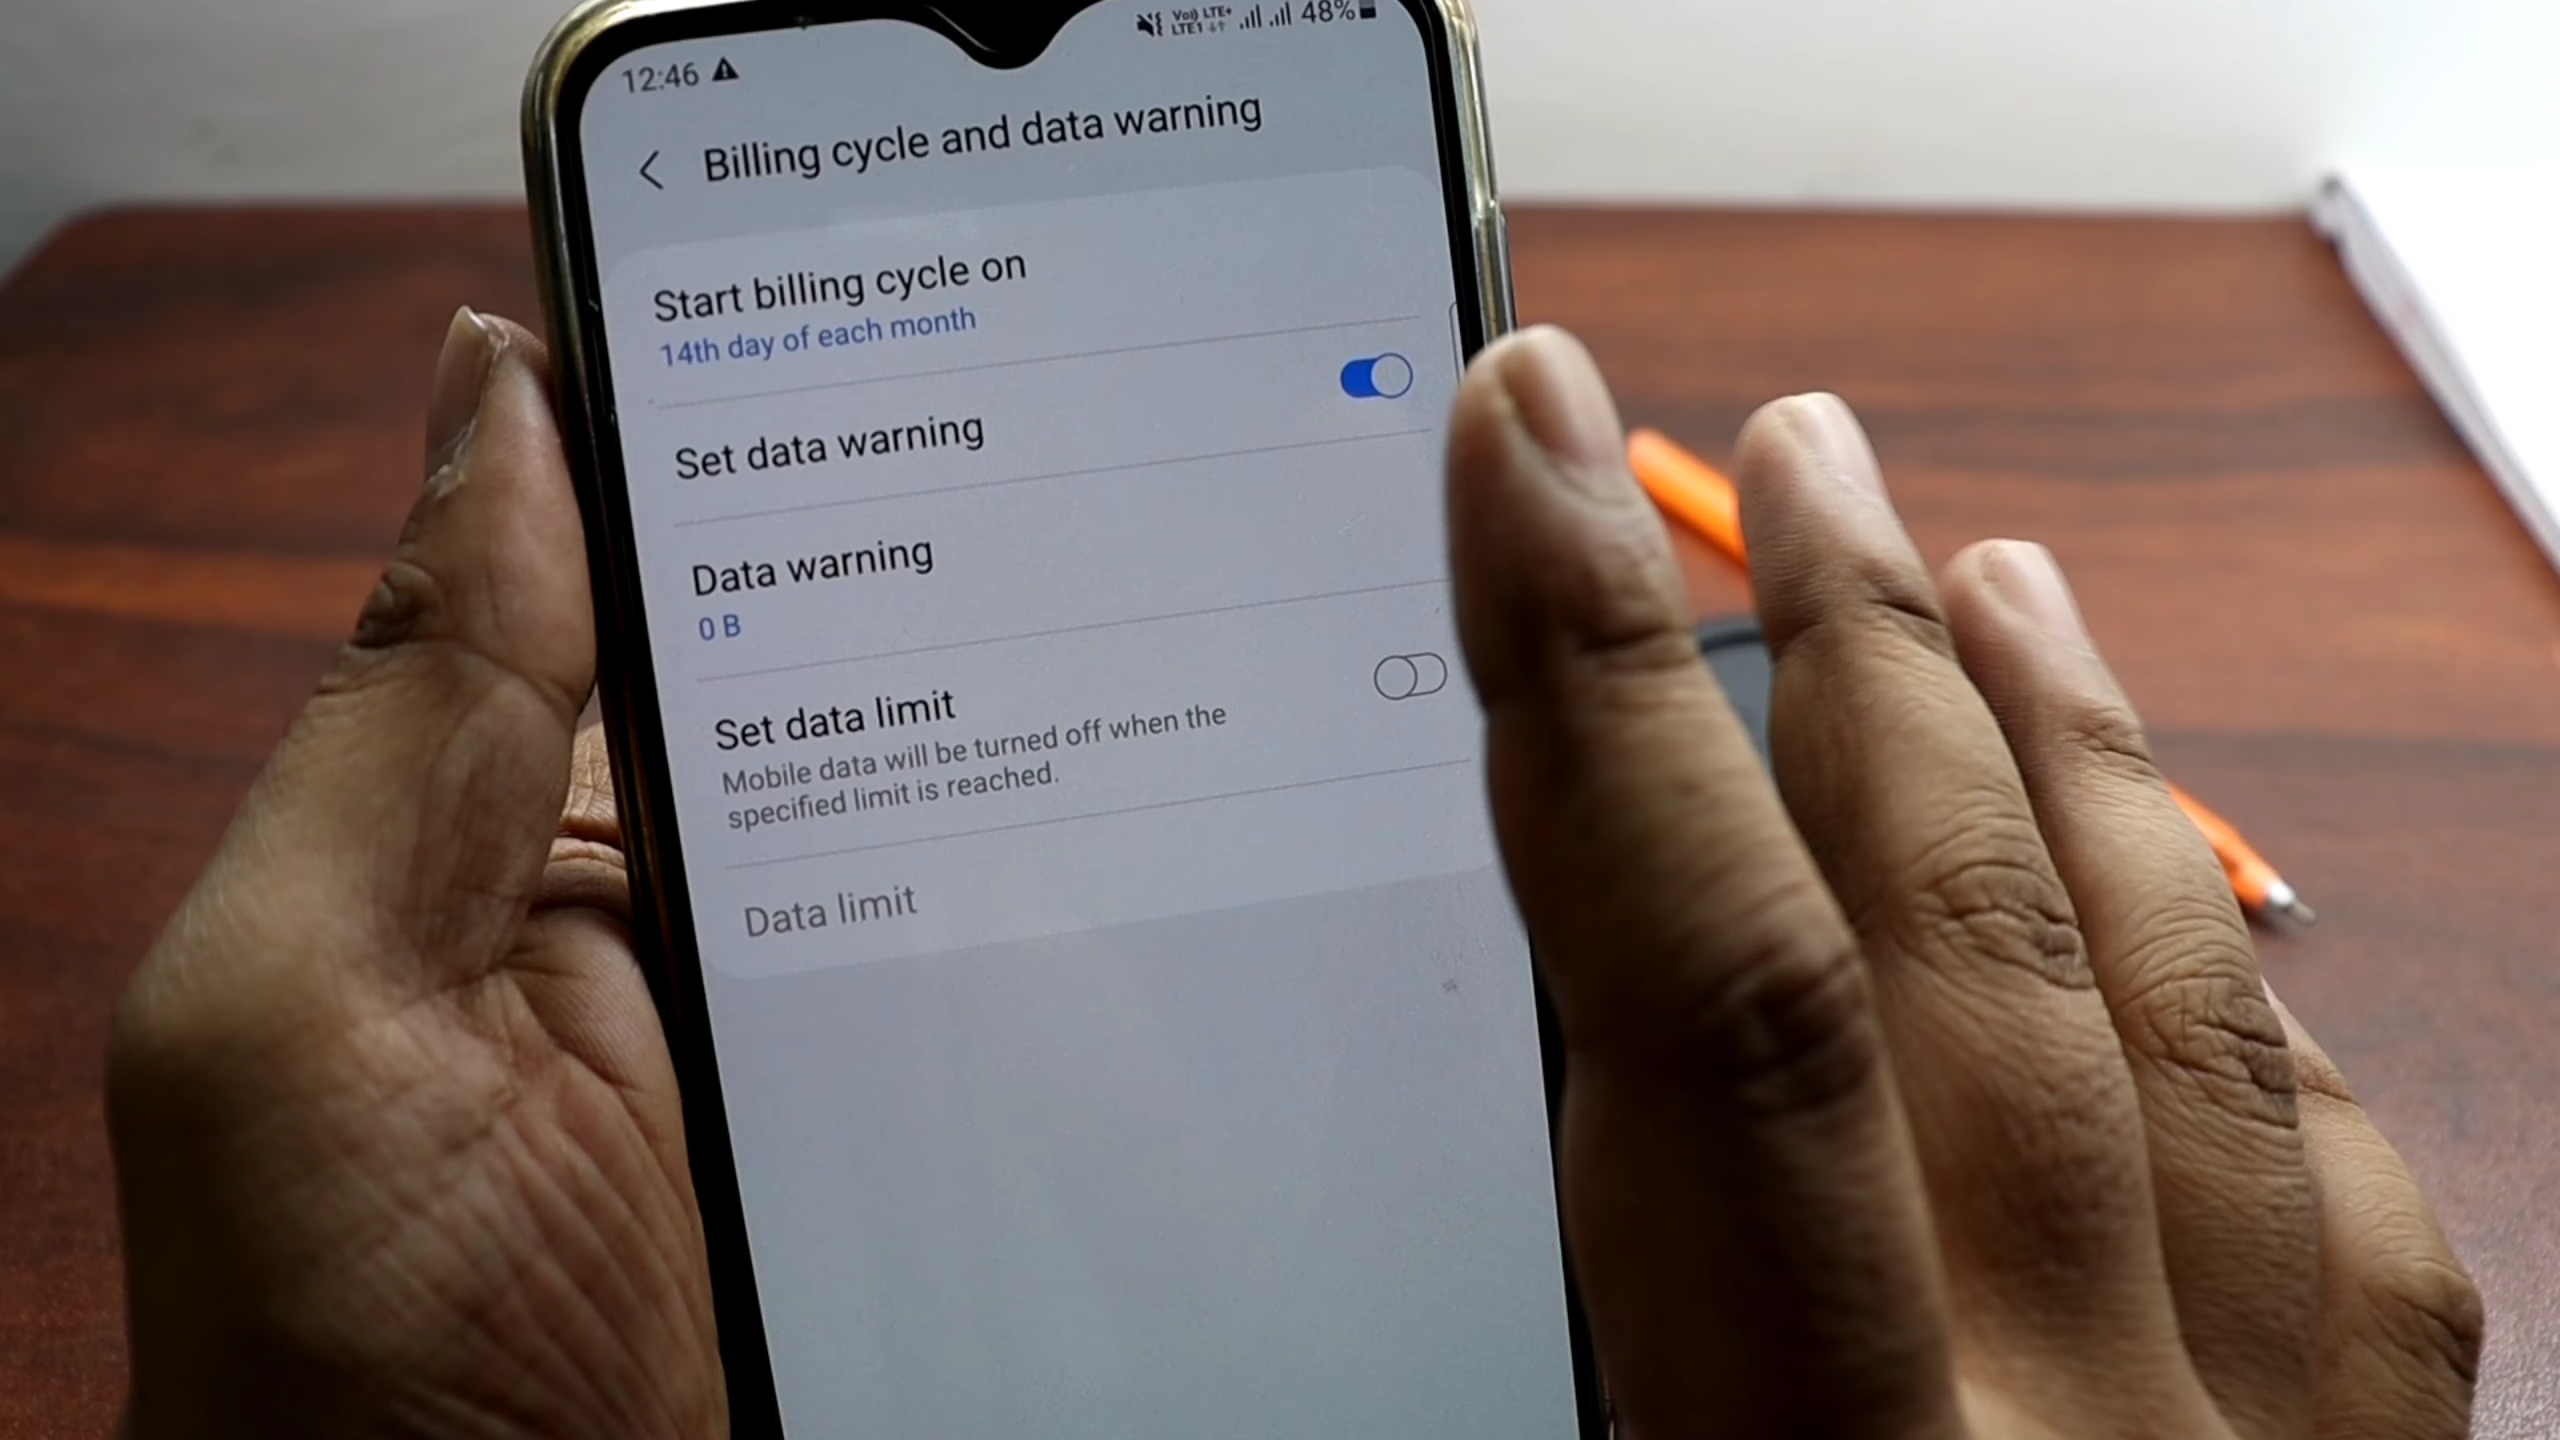 12:46
Vo) LTE+
LTE1
48%
Billing cycle and data warning
Start billing cycle on
14th day of each month
Set data warning
Data warning
0 B
Set data limit
Mobile data will be turned off when the
specified limit is reached.
Data limit